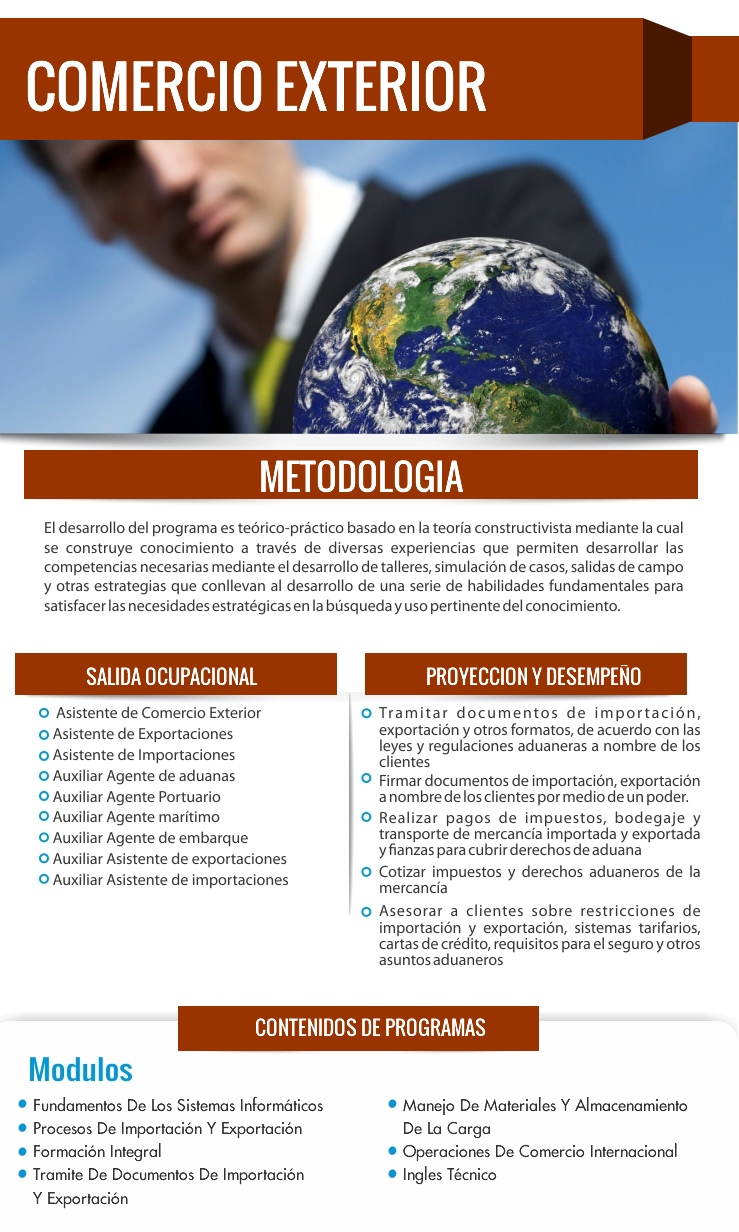 COMERCIO EXTERIOR
METODOLOGIA
El desarrollo del programa es teórico-práctico basado en la teoría constructivista mediante la cual
se construye conocimiento a través de diversas experiencias que permiten desarrollar las
competencias necesarias mediante el desarrollo de talleres, simulación de casos, salidas de campo
y otras estrategias que conllevan al desarrollo de una serie de habilidades fundamentales para
satisfacer las necesidades estratégicas en la búsqueda y uso pertinente del conocimiento.
SALIDA OCUPACIONAL
Asistente de Comercio Exterior
Asistente de Exportaciones
Asistente de Importaciones
Auxiliar Agente de aduanas
Auxiliar Agente Portuario
Auxiliar Agente marítimo
Auxiliar Agente de embarque
Auxiliar Asistente de exportaciones
Auxiliar Asistente de importaciones
PROYECCION Y DESEMPEÑO
Tramitar documentos de importación,
exportación y otros formatos, de acuerdo con las
leyes y regulaciones aduaneras a nombre de los
clientes
Firmar documentos de importación, exportación
a nombre de los clientes por medio de un poder.
Realizar pagos de impuestos, bodegaje y
transporte de mercancía importada y exportada
y fianzas para cubrir derechos de aduana
Cotizar impuestos y derechos aduaneros de la
mercancía
Asesorar a clientes sobre restricciones de
importación y exportación, sistemas tarifarios,
cartas de crédito, requisitos para el seguro y otros
asuntos aduaneros
CONTENIDOS DE PROGRAMAS
Modulos
Fundamentos De Los Sistemas Informáticos
Procesos De Importación Y Exportación
Formación Integral
Tramite De Documentos De Importación
Y Exportación
Manejo De Materiales Y Almacenamiento
De La Carga
Operaciones De Comercio Internacional
Ingles Técnico